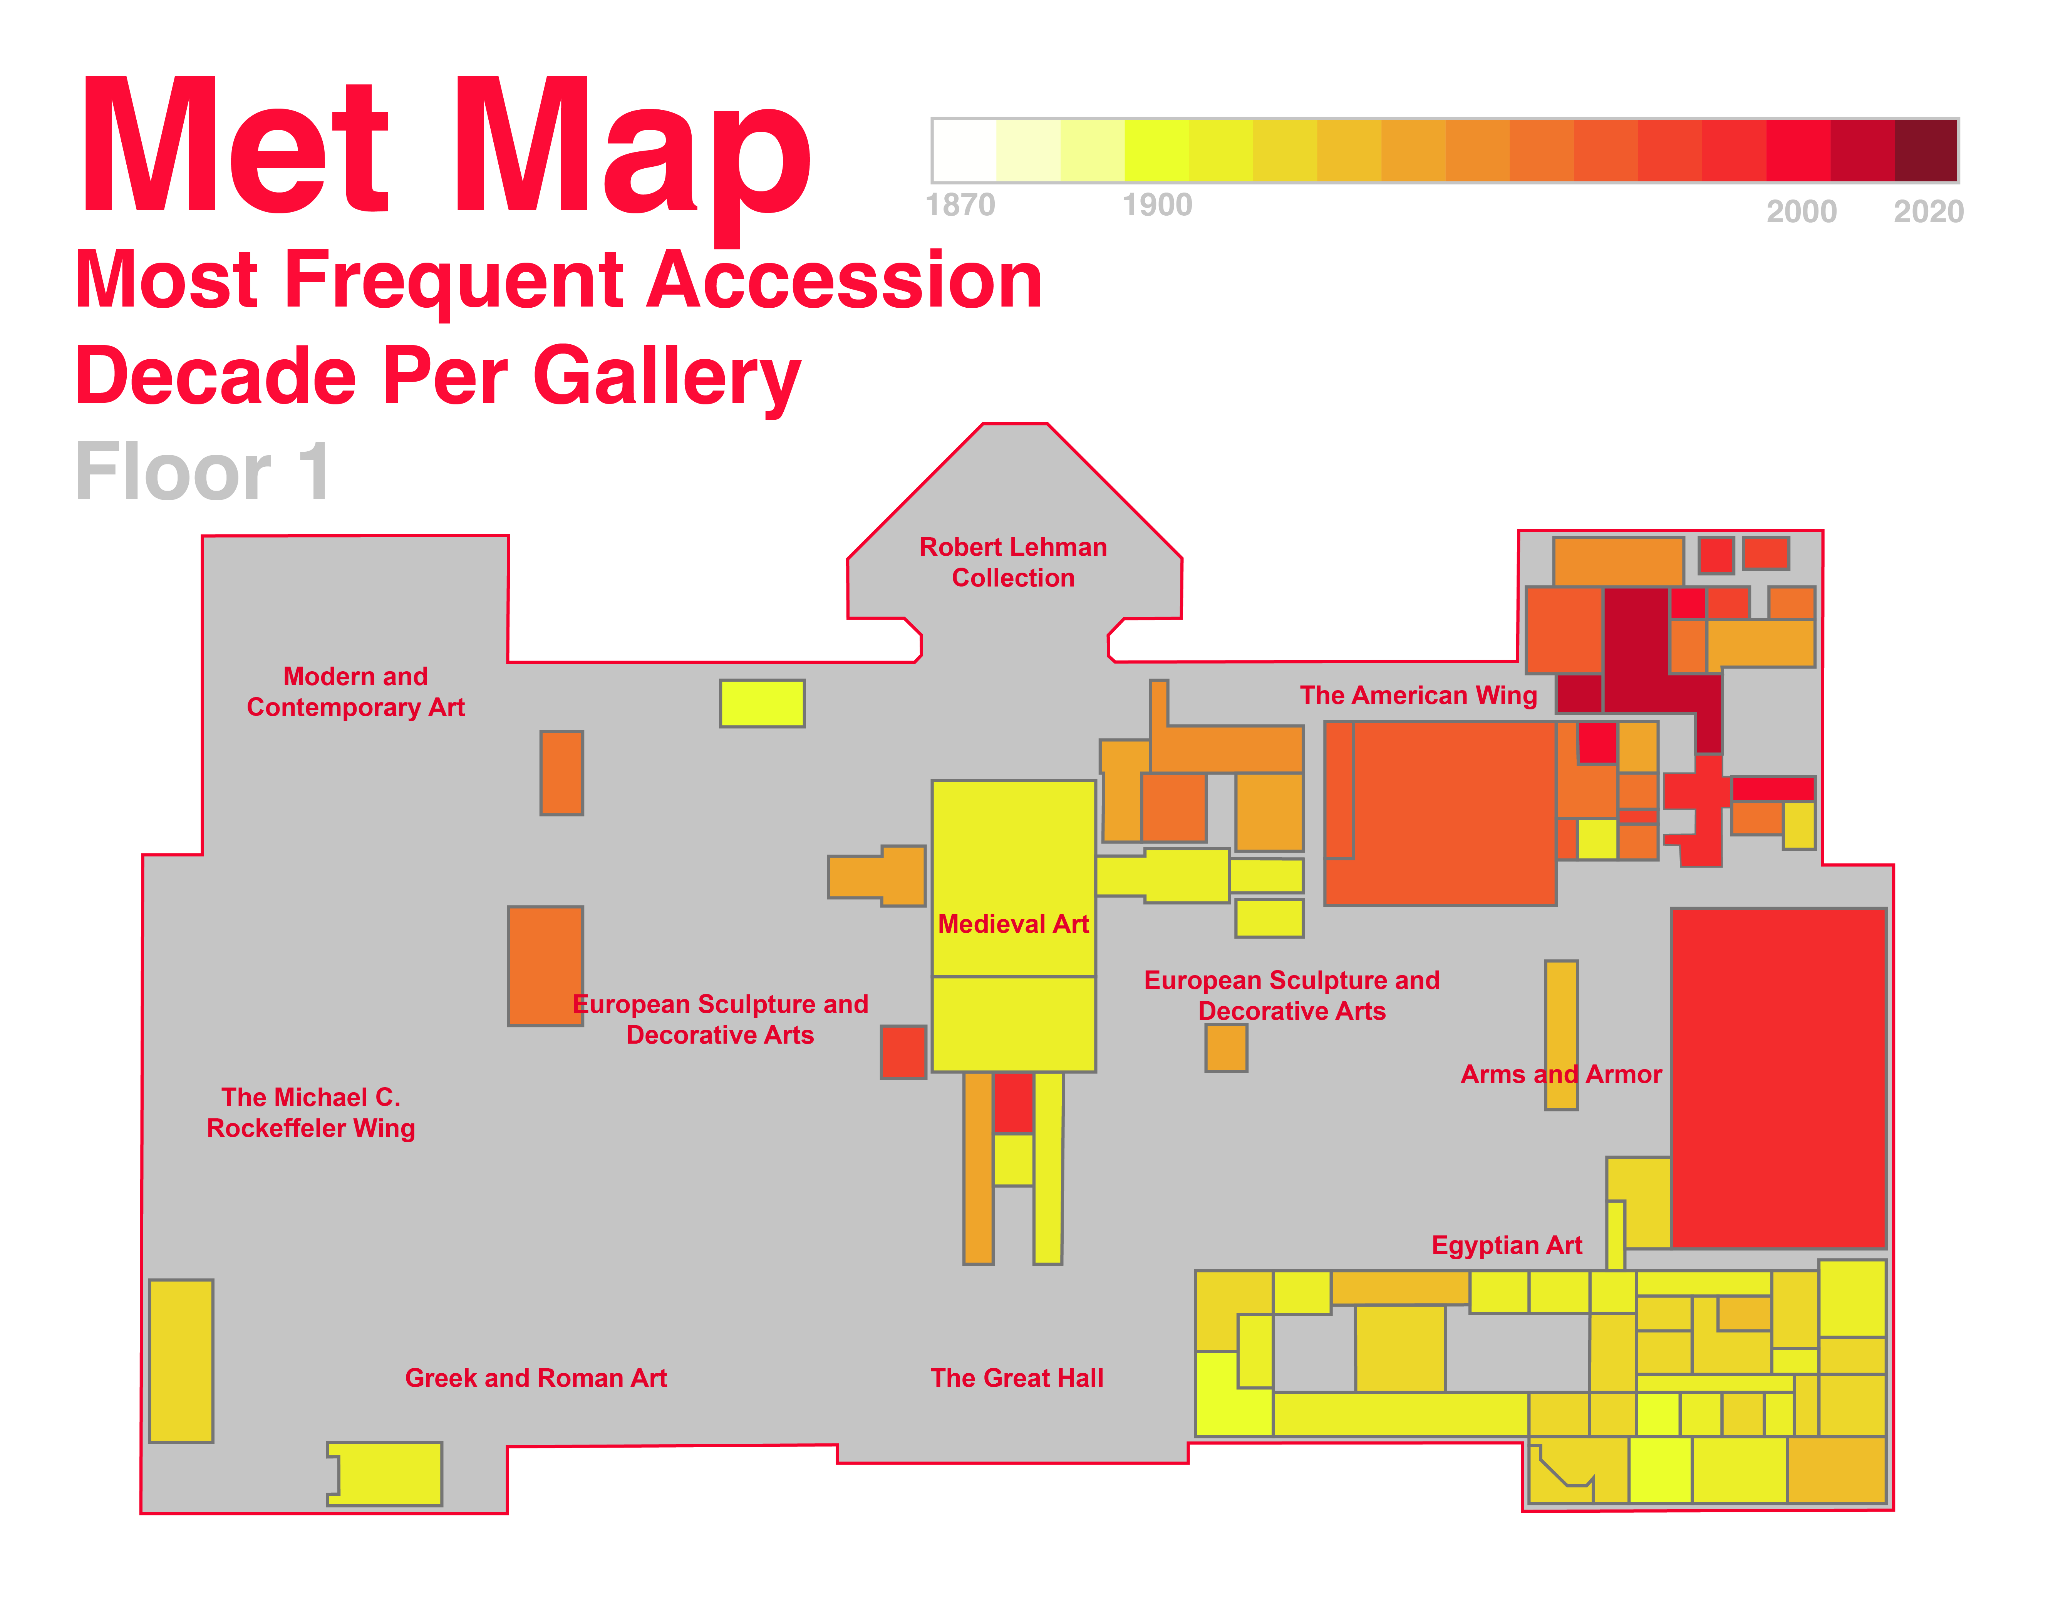 Met Map
Most Frequent Accession
Decade Per Gallery
Floor 1
1870
1900
2000
2020
Robert Lehman
Collection
Modern and
Contemporary Art
The American Wing
Medieval Art
European Sculpture and
Decorative Arts
European Sculpture and
Decorative Arts
Arms and Armor
The Michael C.
Rockeffeler Wing
Egyptian Art
Greek and Roman Art
The Great Hall